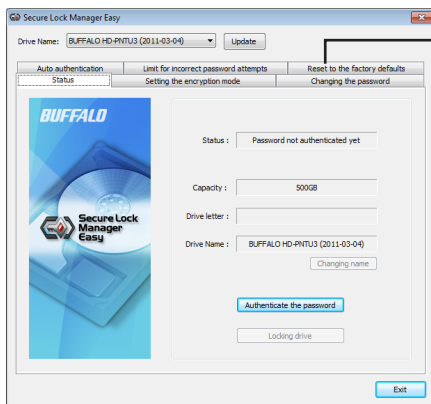 Secure Lock Manager Easy
Drive Name: BUFFALO HD-PNTU3 (2011-03-04) Update
Auto authentication Limit for incorrect password attempts Reset to the factory defaults
Status Setting the encryption mode Changing the password
BUFFALO
Status : Password not authenticated yet
Capacity : 500GB
Drive letter :
Secure Lock
Manager
Easy
Drive Name : BUFFALO HD-PNTU3 (2011-03-04)
Changing name
Authenticate the password
Locking drive
Exit